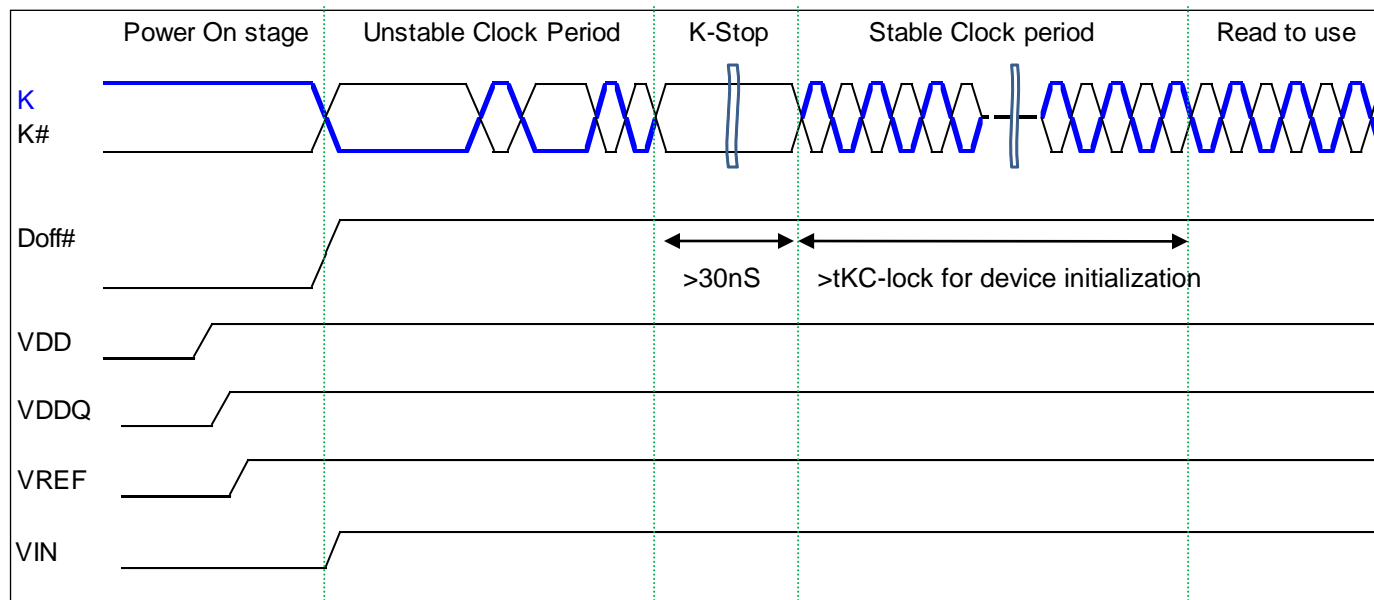 Power On stage Unstable Clock Period K-Stop Stable Clock period Read to use
K
K#
Doff#
>30nS >tKC-lock for device initialization
VDD
VDDQ
VREF
VIN